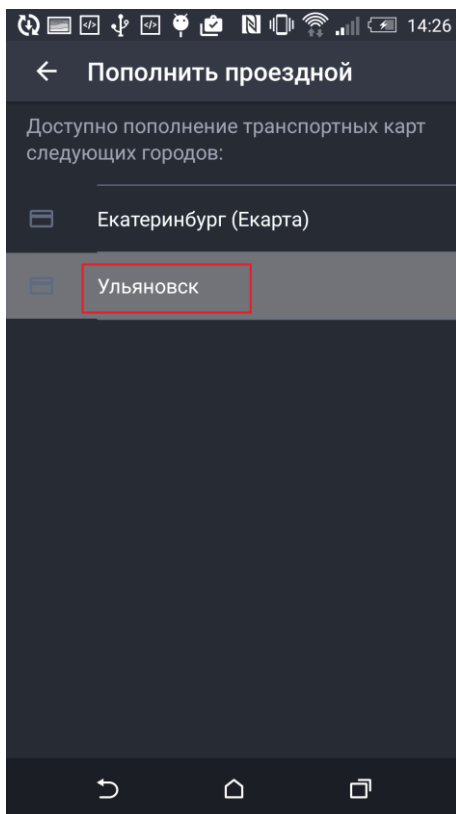 14:26
Пополнить проездной
Доступно пополнение транспортных карт
следующих городов:
Екатеринбург (Екарта)
Ульяновск